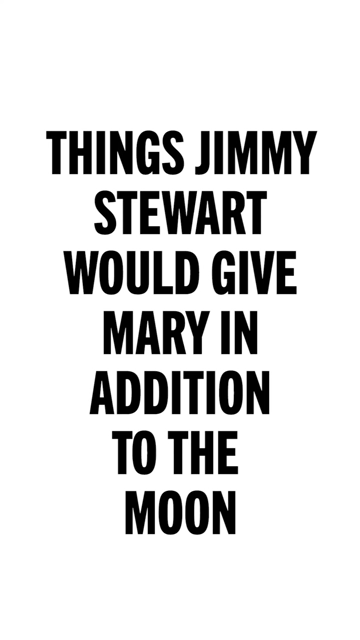 THINGS JIMMY
STEWART
WOULD GIVE
MARY IN
ADDITION
TO THE
MOON